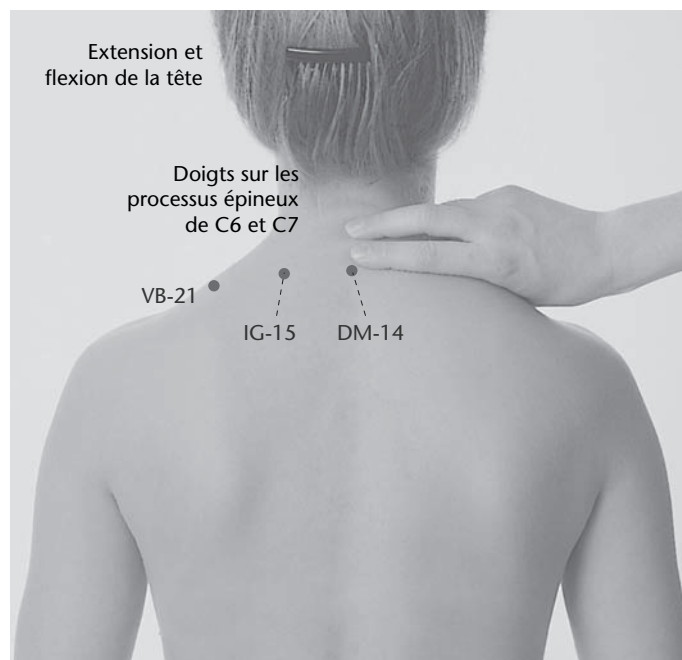 Extension et
flexion de la tête
Doigts sur les
processus épineux
de C6 et C7
VB-21
IG-15
DM-14